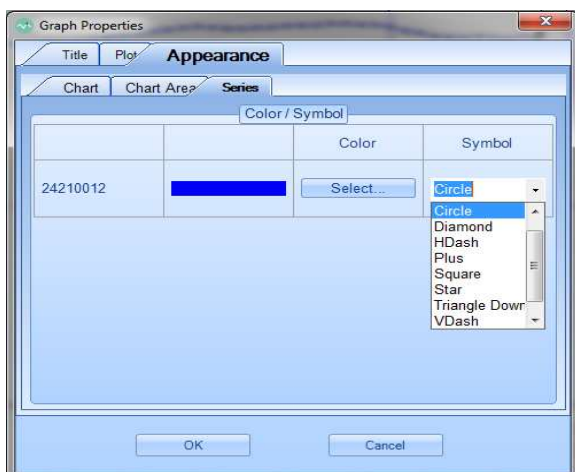 Graph Properties
Title Plot Appearance
Chart Chart Area Series
Color / Symbol
Color Symbol
24210012 Select... Circle
Circle
Diamond
HDash
Plus
Square
Star
Triangle Down
VDash
OK Cancel